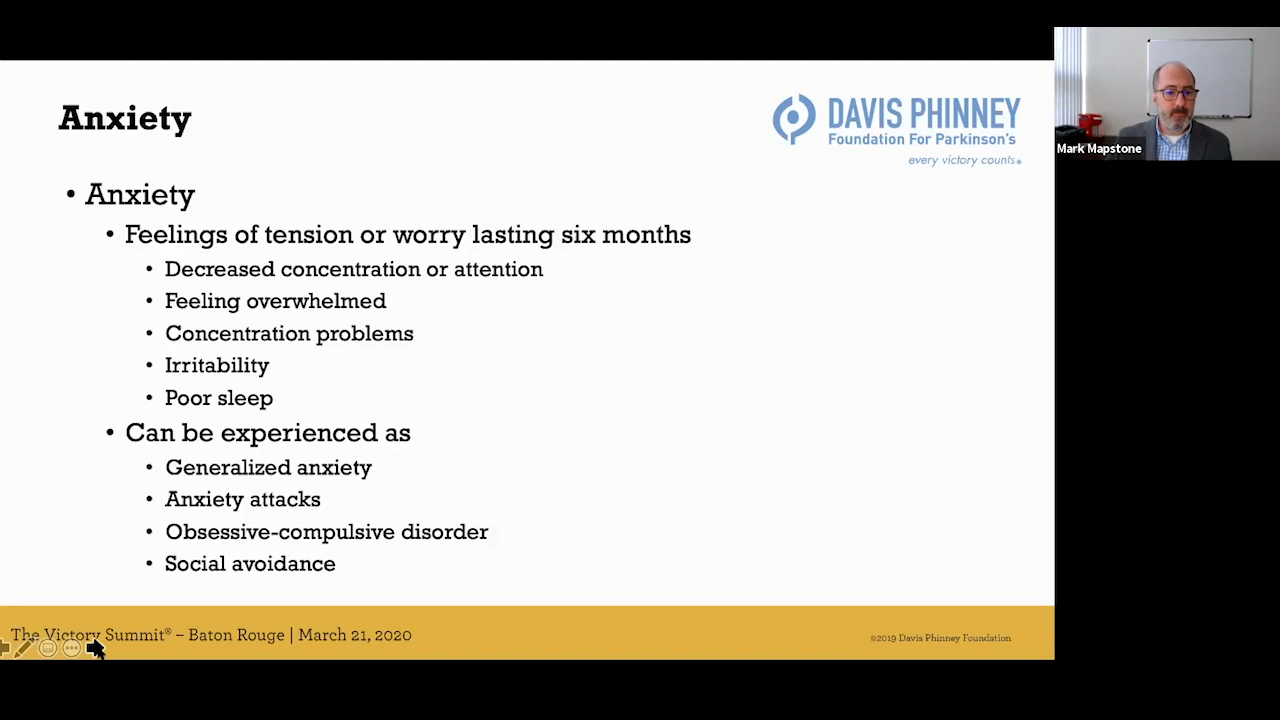 Anxiety
DAVIS PHINNEY
Foundation For Parkinson's
every victory counts®
Mark Mapstone
• Anxiety
• Feelings of tension or worry lasting six months
• Decreased concentration or attention
• Feeling overwhelmed
• Concentration problems
• Irritability
• Poor sleep
• Can be experienced as
• Generalized anxiety
• Anxiety attacks
• Obsessive-compulsive disorder
• Social avoidance
The Victory Summit® – Baton Rouge | March 21, 2020
©2019 Davis Phinney Foundation